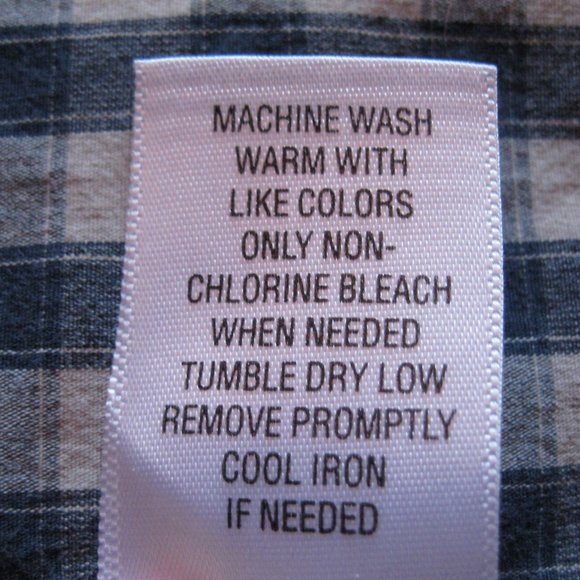 MACHINE WASH
WARM WITH
LIKE COLORS
ONLY NON-
CHLORINE BLEACH
WHEN NEEDED
TUMBLE DRY LOW
REMOVE PROMPTLY
COOL IRON
IF NEEDED